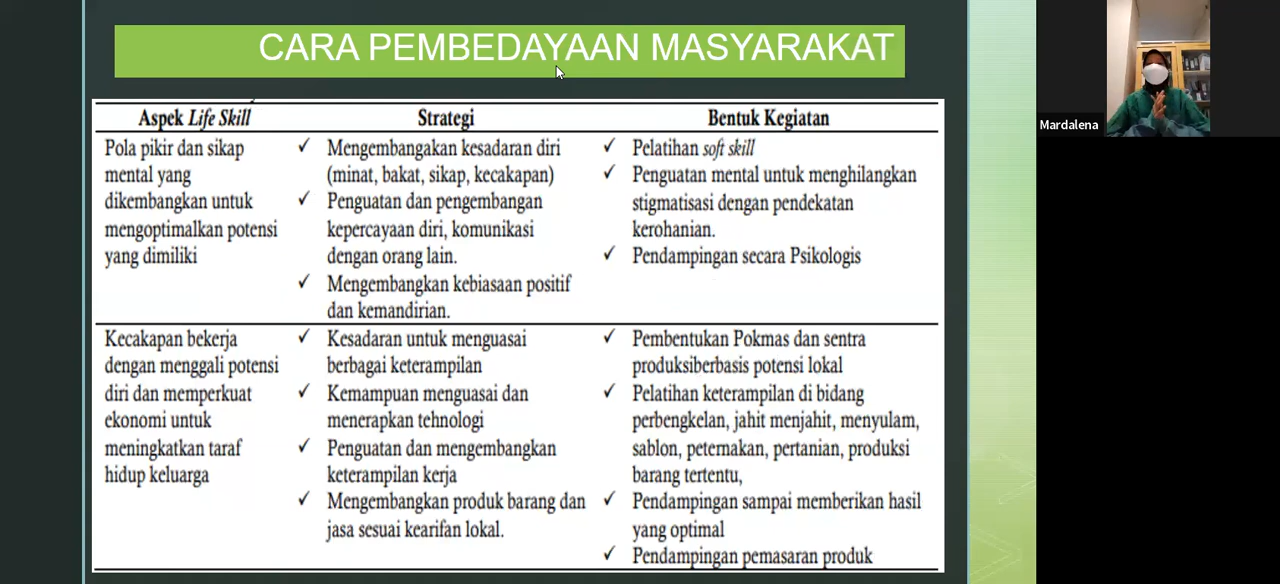 CARA PEMBEDAYAAN MASYARAKAT
Aspek Life Skill
Strategi
Bentuk Kegiatan
Pola pikir dan sikap
mental yang
dikembangkan untuk
mengoptimalkan potensi
yang dimiliki
✓ Mengembangakan kesadaran diri
(minat, bakat, sikap, kecakapan)
✓ Penguatan dan pengembangan
kepercayaan diri, komunikasi
dengan orang lain.
✓ Mengembangkan kebiasaan positif
dan kemandirian.
✓ Pelatihan soft skill
✓ Penguatan mental untuk menghilangkan
stigmatisasi dengan pendekatan
kerohanian.
✓ Pendampingan secara Psikologis
Kecakapan bekerja
dengan menggali potensi
diri dan memperkuat
ekonomi untuk
meningkatkan taraf
hidup keluarga
✓ Kesadaran untuk menguasai
berbagai keterampilan
✓ Kemampuan menguasai dan
menerapkan tehnologi
✓ Penguatan dan mengembangkan
keterampilan kerja
✓ Mengembangkan produk barang dan
jasa sesuai kearifan lokal.
✓ Pembentukan Pokmas dan sentra
produksiberbasis potensi lokal
✓ Pelatihan keterampilan di bidang
perbengkelan, jahit menjahit, menyulam,
sablon, peternakan, pertanian, produksi
barang tertentu,
✓ Pendampingan sampai memberikan hasil
yang optimal
✓ Pendampingan pemasaran produk
Mardalena